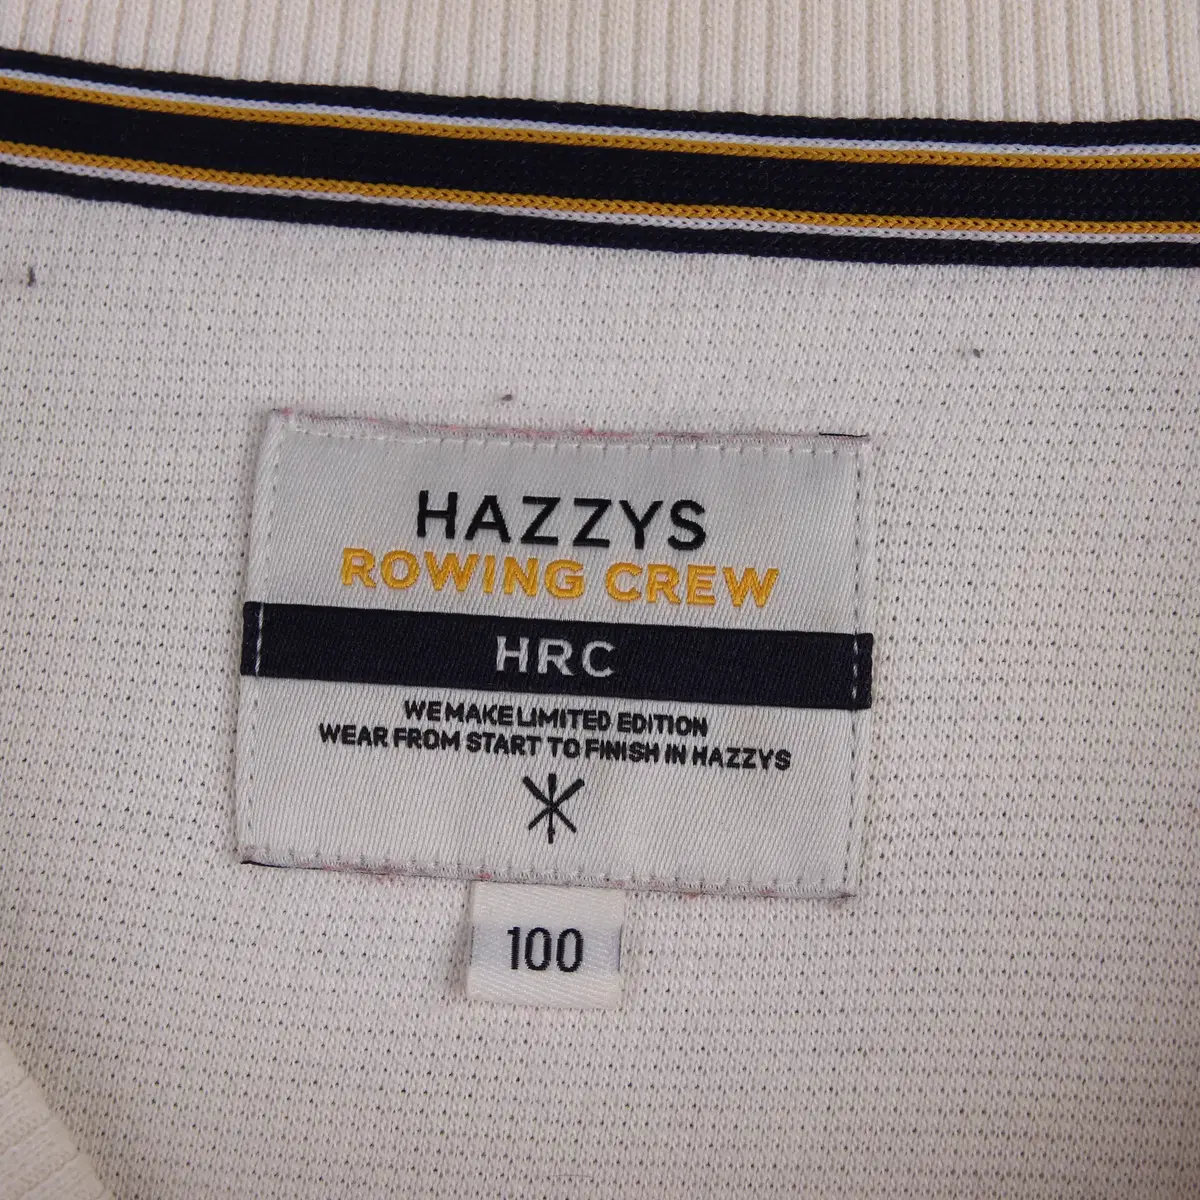 HAZZYS
ROWING CREW
HRC
WE MAKE LIMITED EDITION
WEAR FROM START TO FINISH IN HAZZYS
100